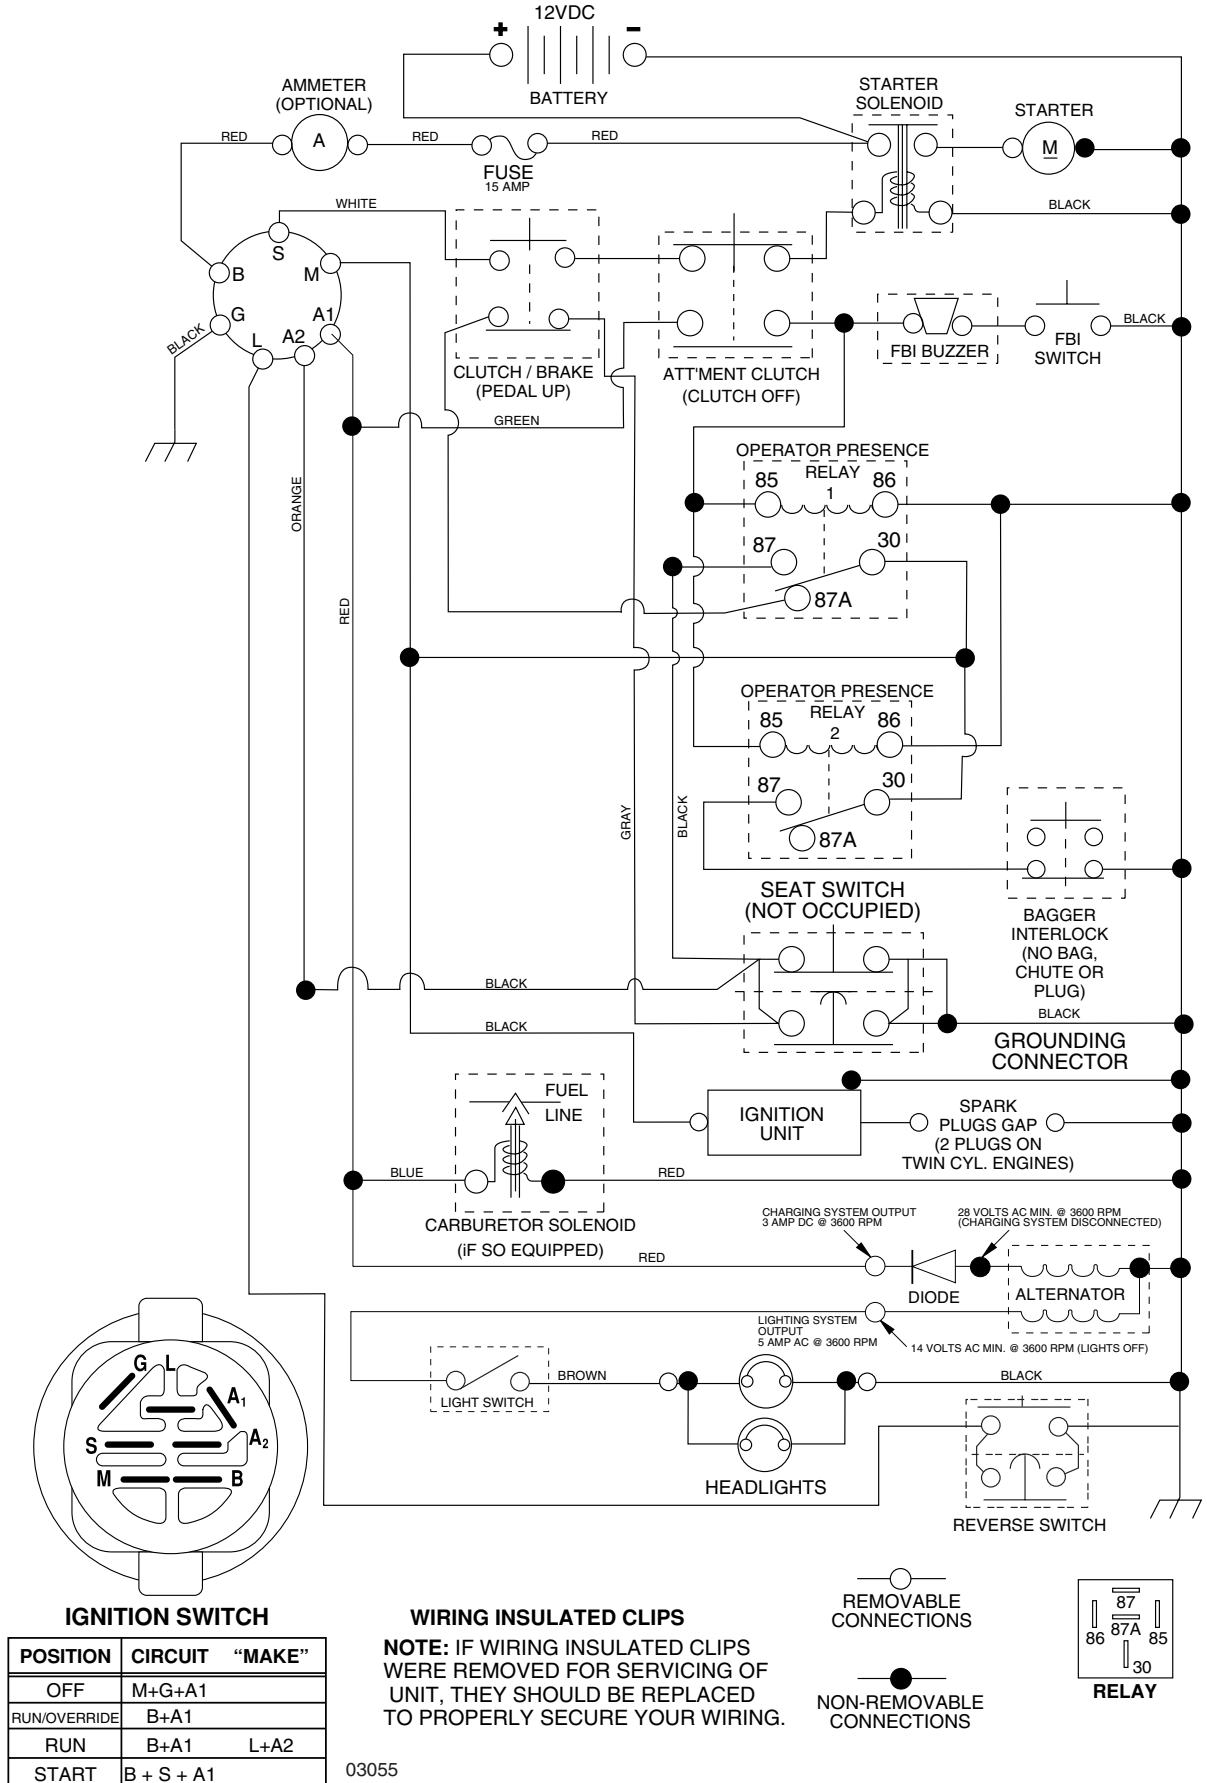 12VDC
+
–
BATTERY
AMMETER
(OPTIONAL)
STARTER
SOLENOID
STARTER
RED
A
RED
RED
M
FUSE
15 AMP
WHITE
BLACK
S
B
M
G
A1
L
A2
BLACK
FBI BUZZER
FBI
SWITCH
BLACK
CLUTCH / BRAKE
(PEDAL UP)
ATT'MENT CLUTCH
(CLUTCH OFF)
GREEN
OPERATOR PRESENCE
RELAY
1
85
86
87
30
87A
ORANGE
RED
OPERATOR PRESENCE
RELAY
2
85
86
87
30
87A
GRAY
BLACK
SEAT SWITCH
(NOT OCCUPIED)
BAGGER
INTERLOCK
(NO BAG,
CHUTE OR
PLUG)
BLACK
BLACK
BLACK
GROUNDING
CONNECTOR
FUEL
LINE
IGNITION
UNIT
SPARK
PLUGS GAP
(2 PLUGS ON
TWIN CYL. ENGINES)
BLUE
RED
CARBURETOR SOLENOID
(iF SO EQUIPPED)
CHARGING SYSTEM OUTPUT
3 AMP DC @ 3600 RPM
28 VOLTS AC MIN. @ 3600 RPM
(CHARGING SYSTEM DISCONNECTED)
RED
DIODE
ALTERNATOR
LIGHTING SYSTEM
OUTPUT
5 AMP AC @ 3600 RPM
14 VOLTS AC MIN. @ 3600 RPM (LIGHTS OFF)
LIGHT SWITCH
BROWN
BLACK
HEADLIGHTS
REVERSE SWITCH
G
L
A1
A2
S
M
B
IGNITION SWITCH
POSITION CIRCUIT “MAKE”
OFF M+G+A1
RUN/OVERRIDE B+A1
RUN B+A1 L+A2
START B + S + A1
WIRING INSULATED CLIPS
NOTE: IF WIRING INSULATED CLIPS
WERE REMOVED FOR SERVICING OF
UNIT, THEY SHOULD BE REPLACED
TO PROPERLY SECURE YOUR WIRING.
03055
REMOVABLE
CONNECTIONS
NON-REMOVABLE
CONNECTIONS
87
86
87A
85
30
RELAY